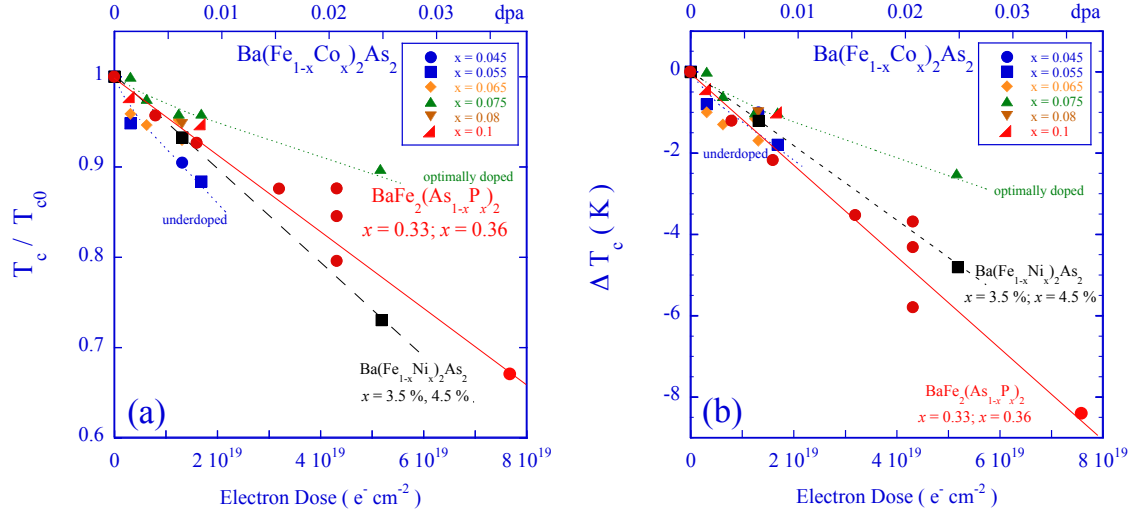 0 0.01 0.02 0.03 dpa
Ba(Fe1-xCox)2As2
x = 0.045
x = 0.055
x = 0.065
x = 0.075
x = 0.08
x = 0.1
1
0.9
0.8
0.7
0.6
Tc / Tc0
optimally doped
underdoped
BaFe2(As1-xPx)2
x = 0.33; x = 0.36
Ba(Fe1-xNix)2As2
x = 3.5 %, 4.5 %.
(a)
0 2 10^19 4 10^19 6 10^19 8 10^19
Electron Dose ( e- cm-2 )
0 0.01 0.02 0.03 dpa
Ba(Fe1-xCox)2As2
x = 0.045
x = 0.055
x = 0.065
x = 0.075
x = 0.08
x = 0.1
0
-2
-4
-6
-8
Δ Tc ( K )
underdoped
optimally doped
Ba(Fe1-xNix)2As2
x = 3.5 %; x = 4.5 %
BaFe2(As1-xPx)2
x = 0.33; x = 0.36
(b)
0 2 10^19 4 10^19 6 10^19 8 10^19
Electron Dose ( e- cm-2 )